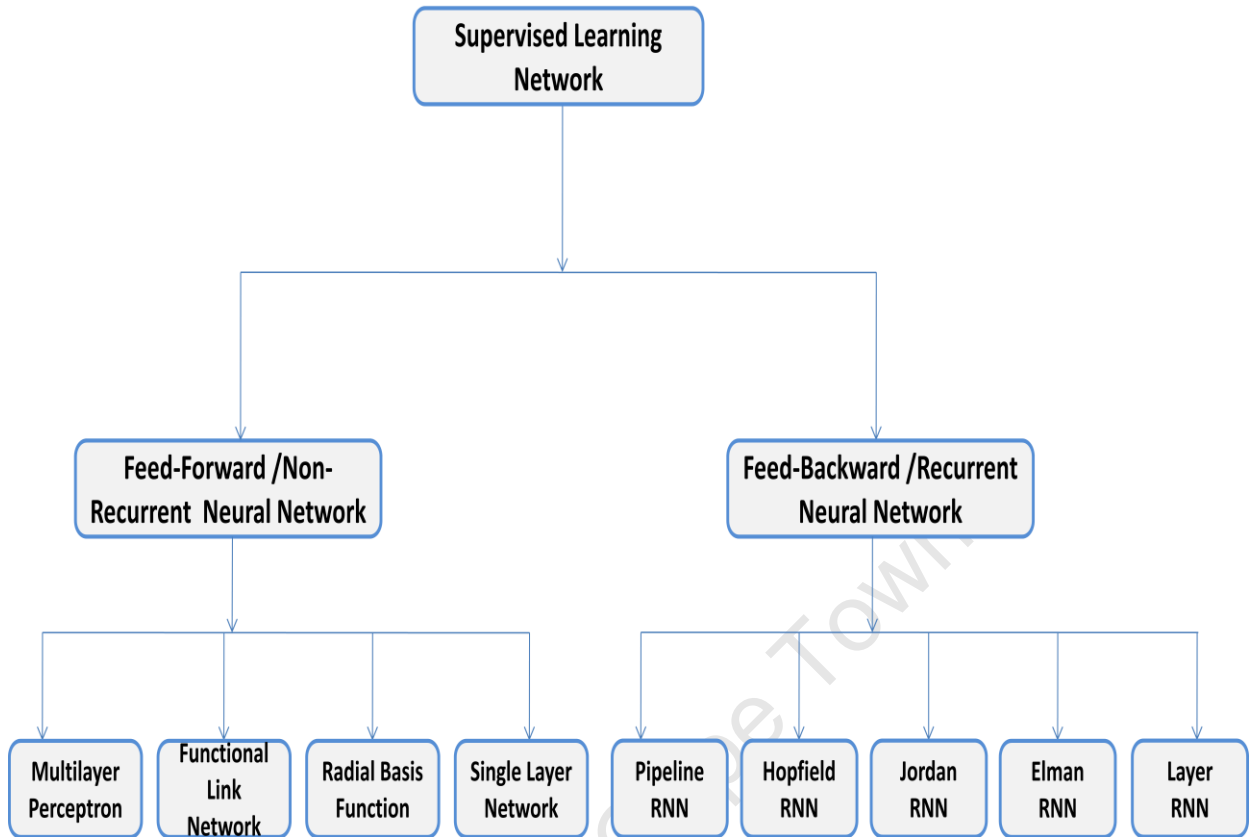 Supervised Learning
Network
Feed-Forward /Non-
Recurrent Neural Network
Feed-Backward /Recurrent
Neural Network
Multilayer
Perceptron
Functional
Link
Network
Radial Basis
Function
Single Layer
Network
Pipeline
RNN
Hopfield
RNN
Jordan
RNN
Elman
RNN
Layer
RNN
Town